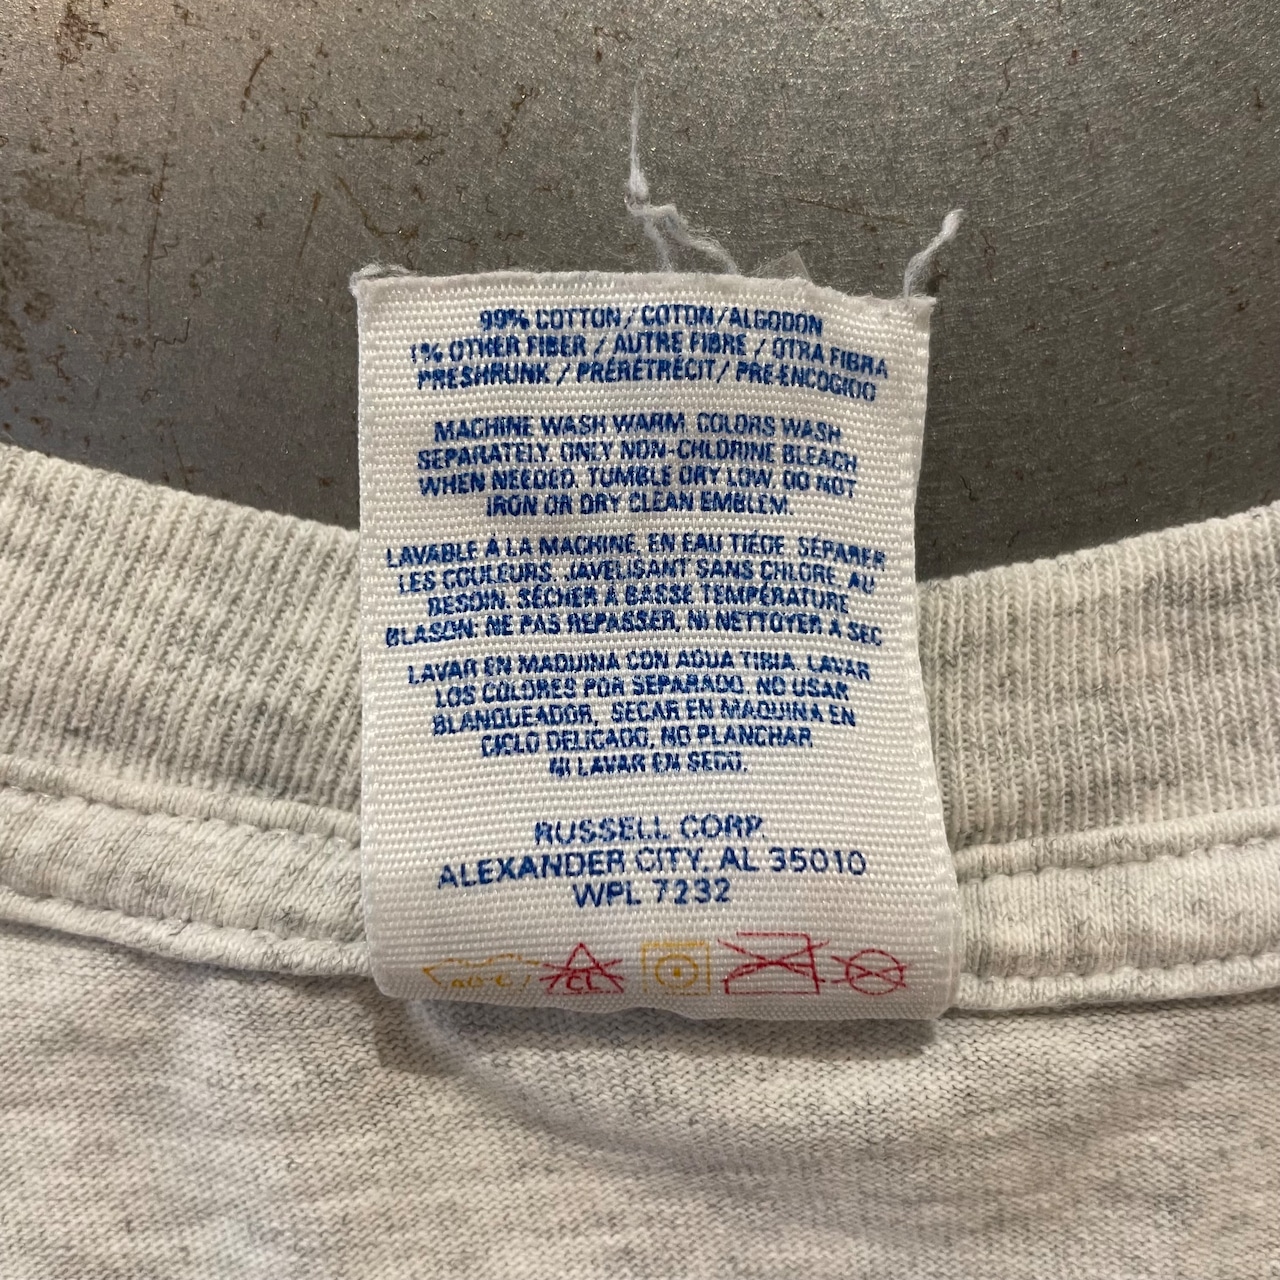 99% COTTON / COTON / ALGODON
1% OTHER FIBER / AUTRE FIBRE / OTRA FIBRA
PRESHRUNK / PRÉRÉTRÉCIT / PRE-ENCOGIDO
MACHINE WASH WARM. COLORS WASH
SEPARATELY. ONLY NON-CHLORINE BLEACH
WHEN NEEDED. TUMBLE DRY LOW. DO NOT
IRON OR DRY CLEAN EMBLEM.
LAVABLE À LA MACHINE, EN EAU TIÉDE. SÉPARER
LES COULEURS. JAVELISANT SANS CHLORE, AU
BESOIN. SÉCHER À BASSE TEMPÉRATURE
BLASON: NE PAS REPASSER, NI NETTOYER A SEC
LAVAR EN MAQUINA CON AGUA TIBIA. LAVAR
LOS COLORES POR SEPARADO. NO USAR
BLANQUEADOR, SECAR EN MAQUINA EN
CICLO DELICADO, NO PLANCHAR
NI LAVAR EN SECO.
RUSSELL CORP.
ALEXANDER CITY, AL 35010
WPL 7232
40°C CL